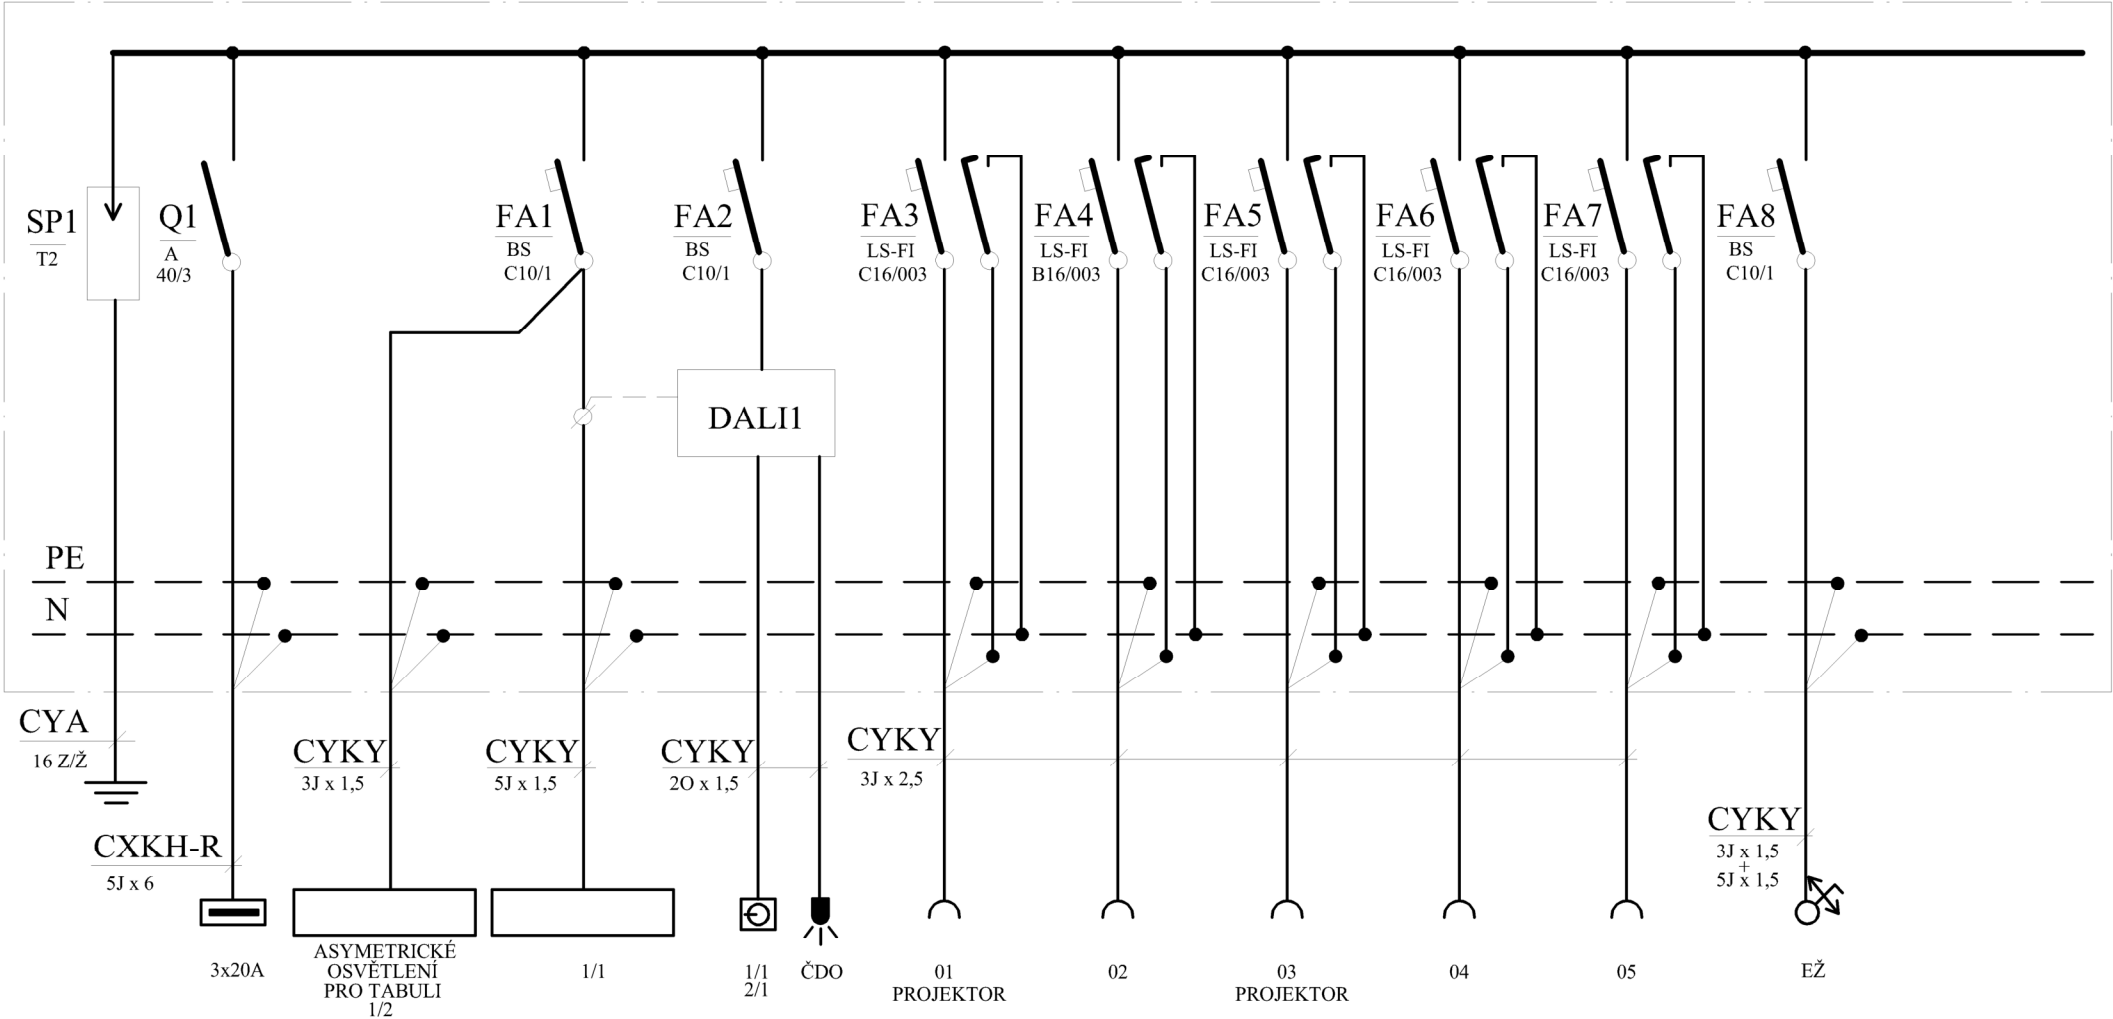 SP1
T2
Q1
A
40/3
FA1
BS
C10/1
FA2
BS
C10/1
FA3
LS-FI
C16/003
FA4
LS-FI
B16/003
FA5
LS-FI
C16/003
FA6
LS-FI
C16/003
FA7
LS-FI
C16/003
FA8
BS
C10/1
DALI1
PE
N
CYA
16 Z/Ž
CXKH-R
5J x 6
CYKY
3J x 1,5
CYKY
5J x 1,5
CYKY
2O x 1,5
CYKY
3J x 2,5
CYKY
3J x 1,5
+
5J x 1,5
3x20A
ASYMETRICKÉ
OSVĚTLENÍ
PRO TABULI
1/2
1/1
1/1
2/1
ČDO
01
PROJEKTOR
02
03
PROJEKTOR
04
05
EŽ